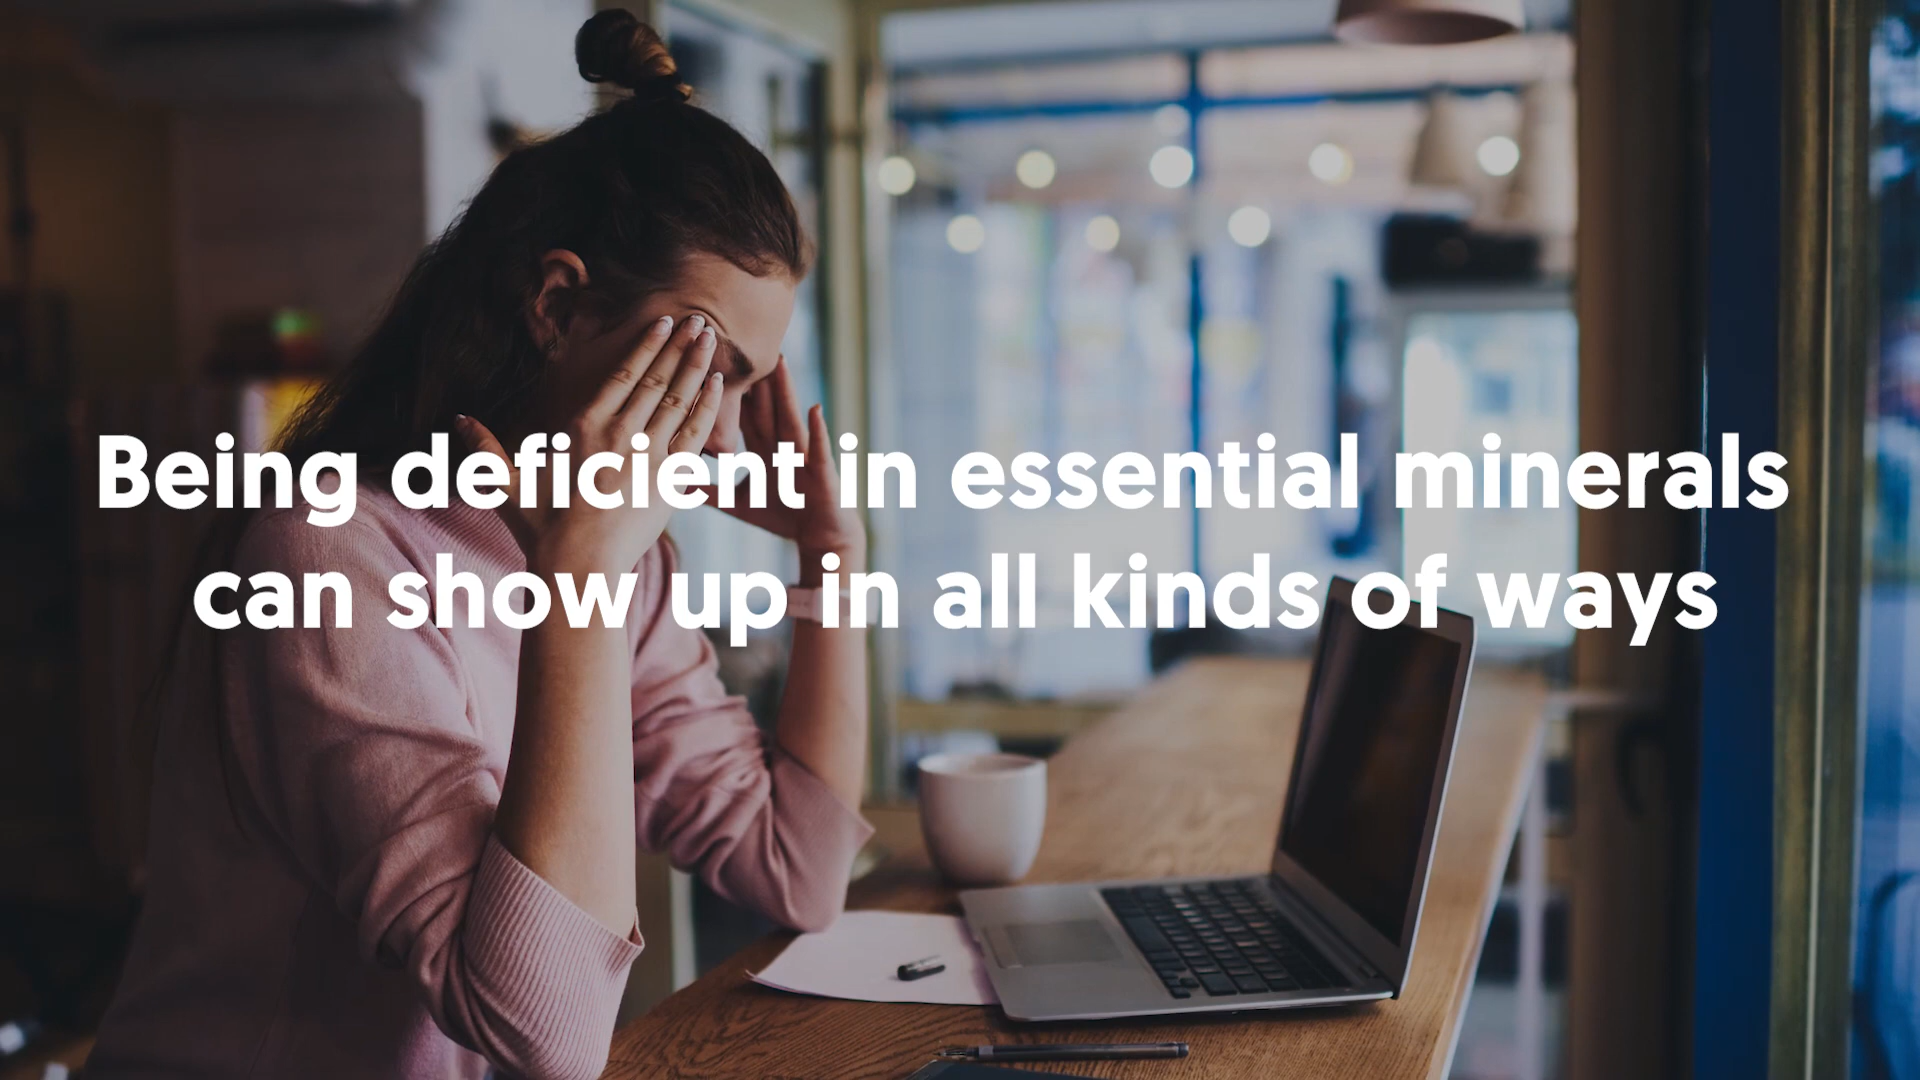 Being deficient in essential minerals
can show up in all kinds of ways